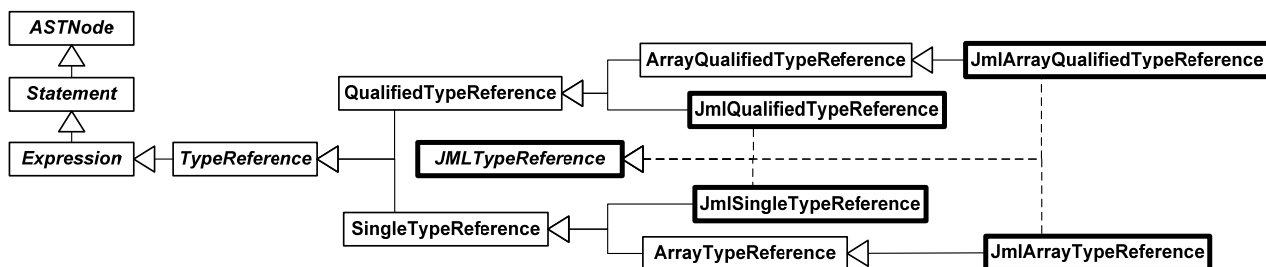 ASTNode
Statement
Expression
TypeReference
QualifiedTypeReference
JMLTypeReference
SingleTypeReference
ArrayQualifiedTypeReference
JmlQualifiedTypeReference
JmlSingleTypeReference
ArrayTypeReference
JmlArrayQualifiedTypeReference
JmlArrayTypeReference